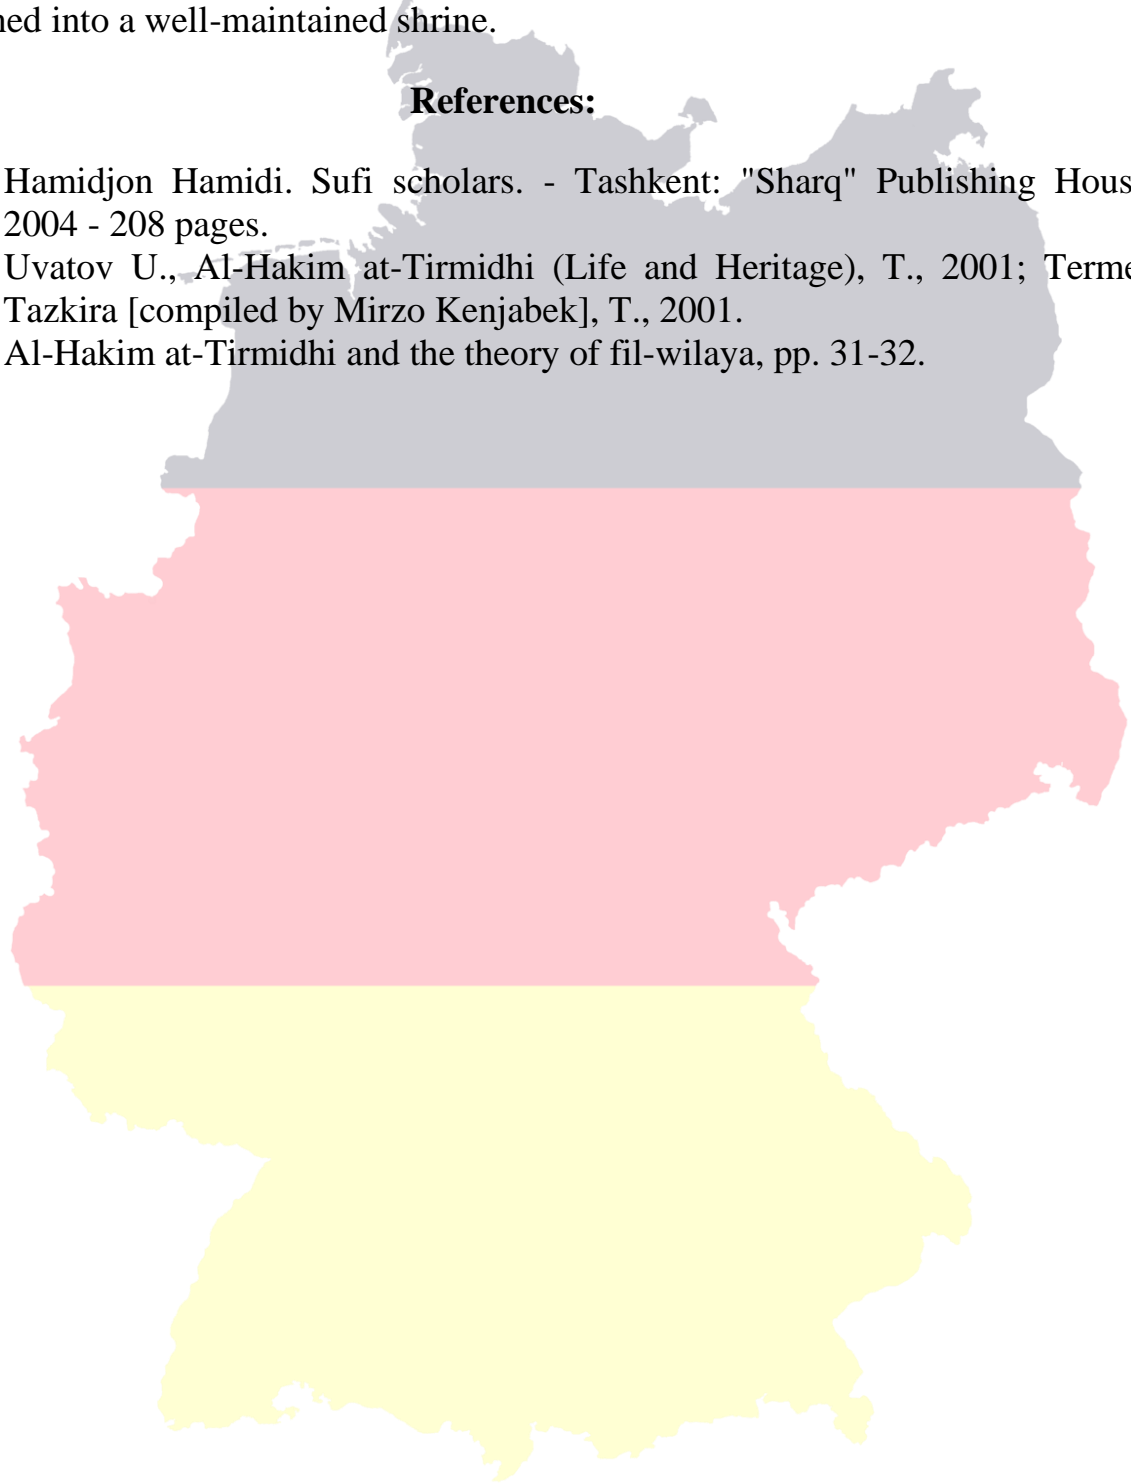 ned into a well-maintained shrine.
References:
Hamidjon Hamidi. Sufi scholars. - Tashkent: "Sharq" Publishing Hous
2004 - 208 pages.
Uvatov U., Al-Hakim at-Tirmidhi (Life and Heritage), T., 2001; Terme
Tazkira [compiled by Mirzo Kenjabek], T., 2001.
Al-Hakim at-Tirmidhi and the theory of fil-wilaya, pp. 31-32.